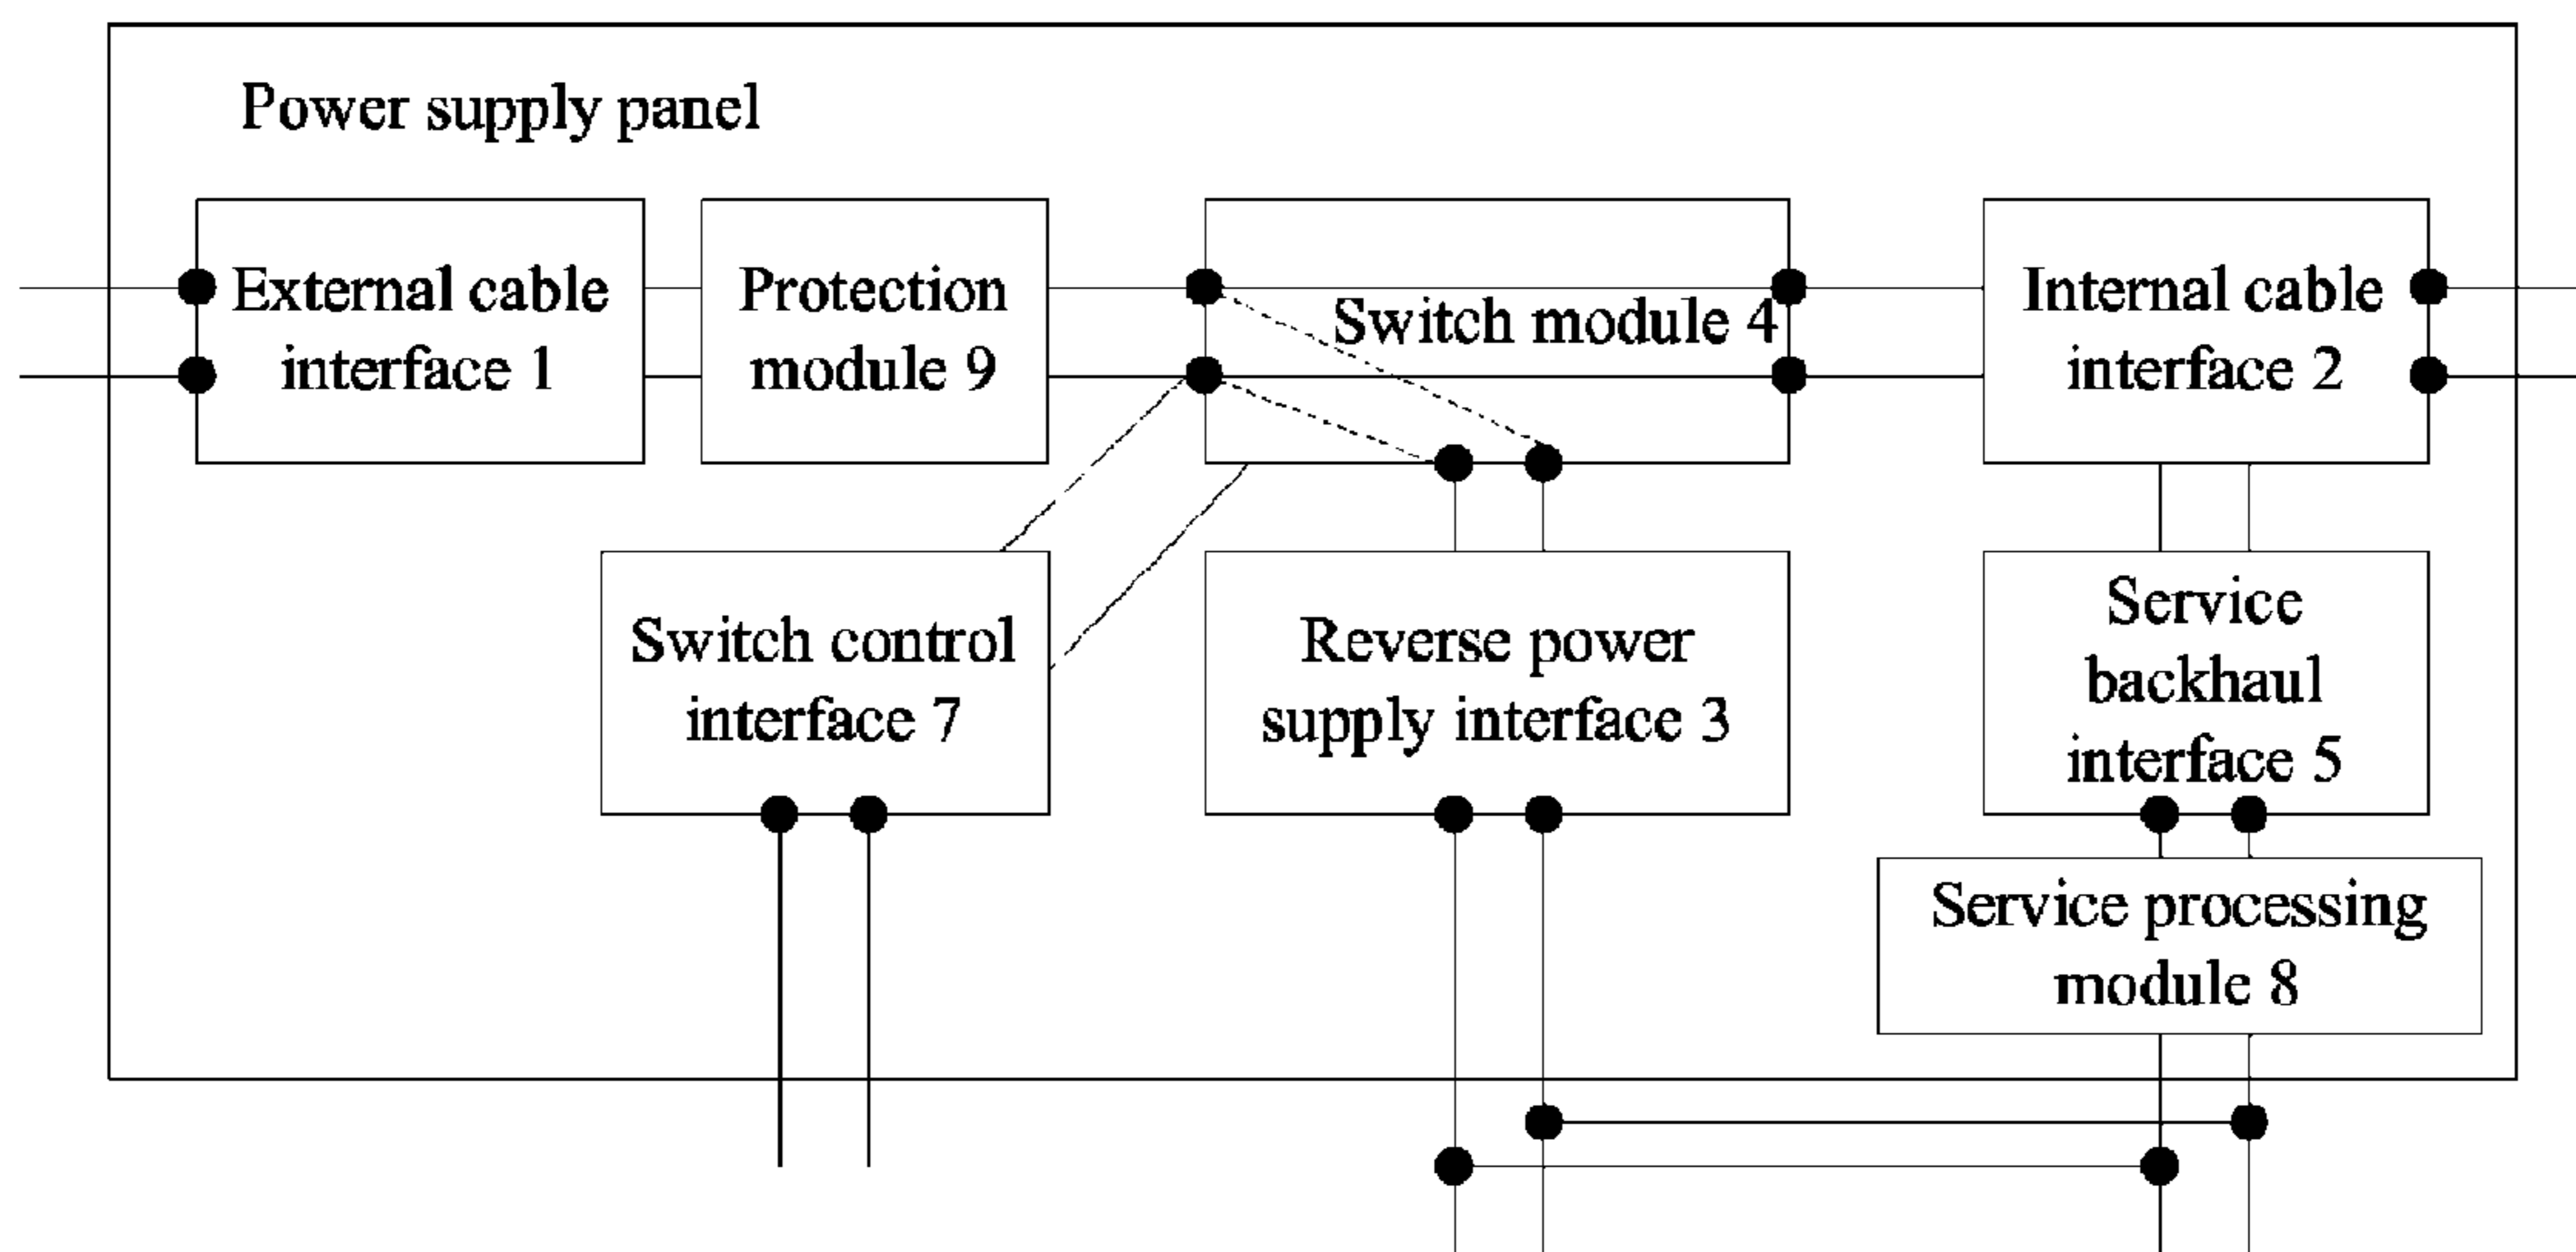 Power supply panel
External cable
interface 1
Protection
module 9
Switch module 4
Internal cable
interface 2
Switch control
interface 7
Reverse power
supply interface 3
Service
backhaul
interface 5
Service processing
module 8